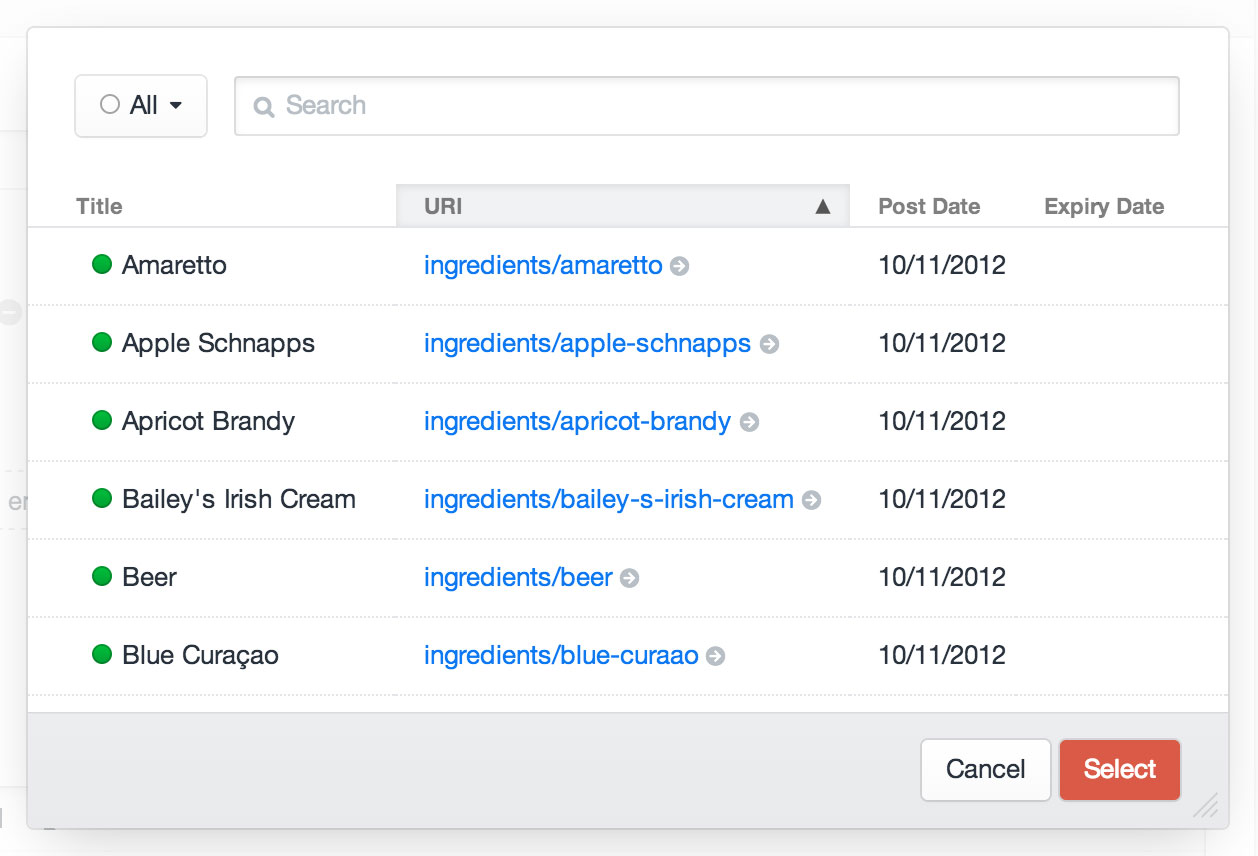 All
Search
Title URI ▲ Post Date Expiry Date
Amaretto ingredients/amaretto 10/11/2012
Apple Schnapps ingredients/apple-schnapps 10/11/2012
Apricot Brandy ingredients/apricot-brandy 10/11/2012
Bailey's Irish Cream ingredients/bailey-s-irish-cream 10/11/2012
Beer ingredients/beer 10/11/2012
Blue Curaçao ingredients/blue-curaao 10/11/2012
Cancel Select